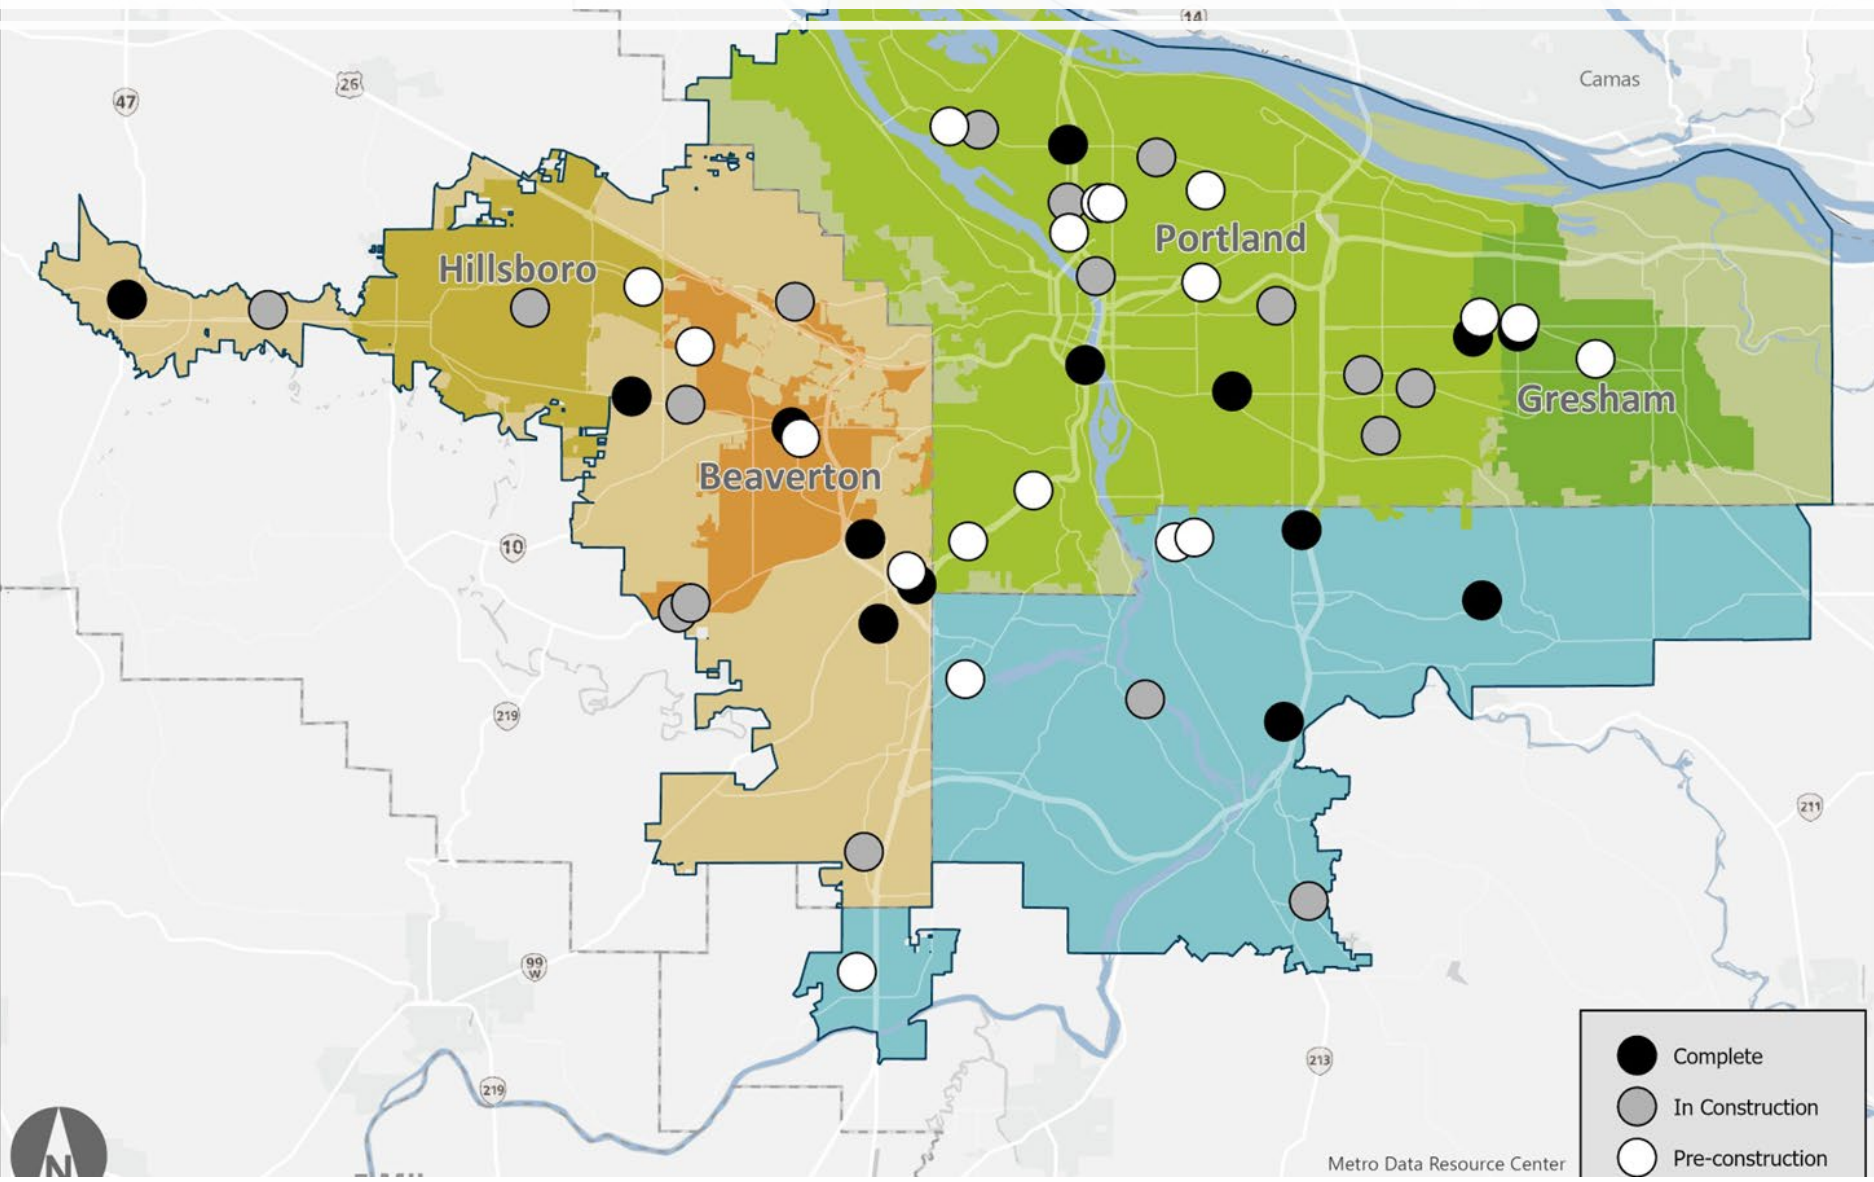 14
Camas
26
47
Portland
Hillsboro
Gresham
Beaverton
10
219
211
99
W
213
Complete
219
In Construction
Pre-construction
Metro Data Resource Center
N